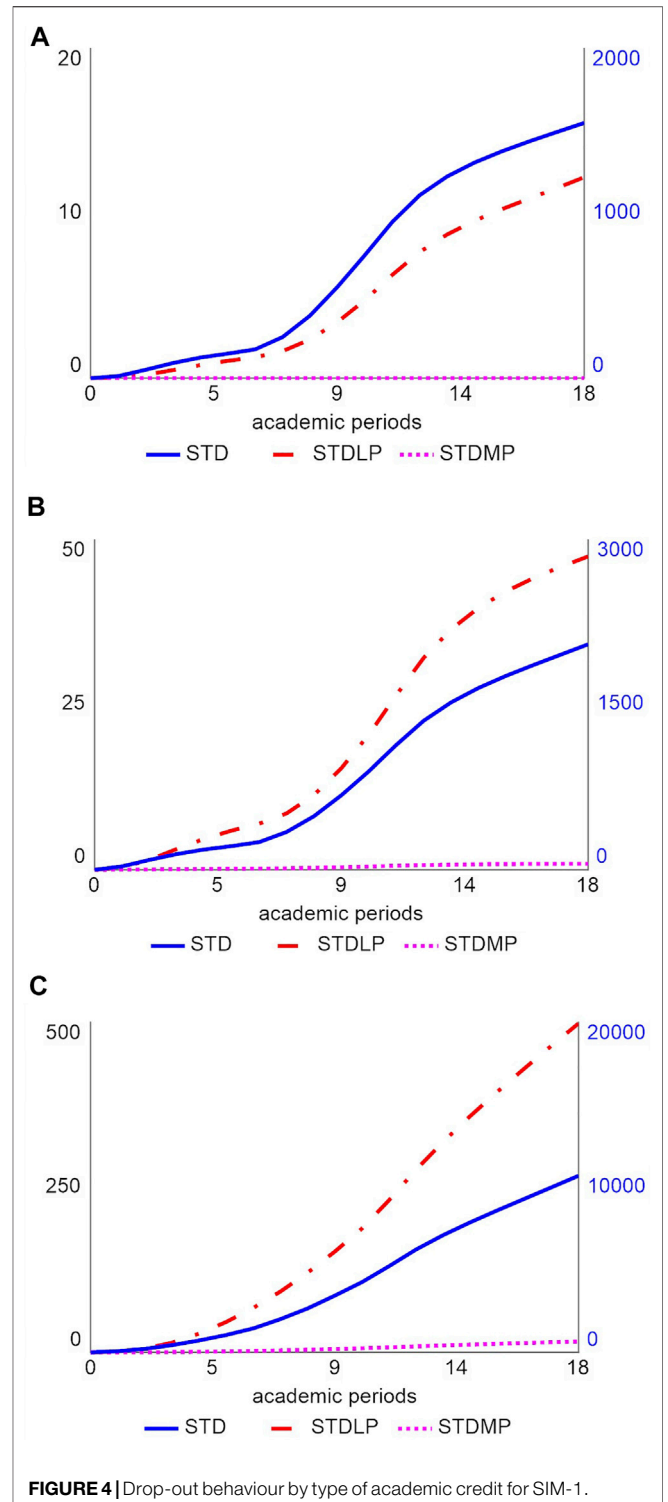 A
20 2000
10 1000
0 0
0 5 9 14 18
academic periods
STD STDLP STDMP
B
50 3000
25 1500
0 0
0 5 9 14 18
academic periods
STD STDLP STDMP
C
500 20000
250 10000
0 0
0 5 9 14 18
academic periods
STD STDLP STDMP
FIGURE 4 | Drop-out behaviour by type of academic credit for SIM-1.